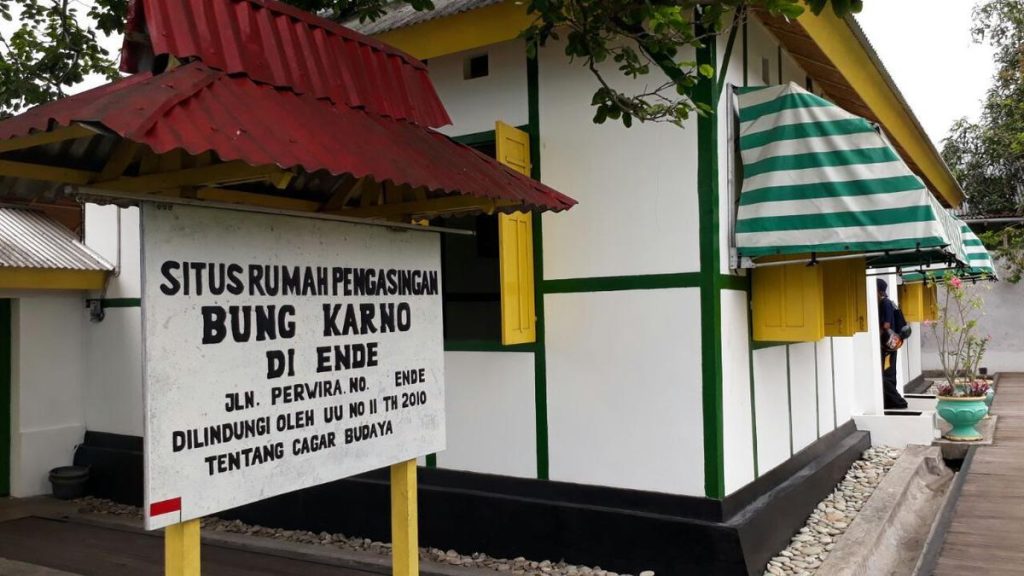 SITUS RUMAH PENGASINGAN
BUNG KARNO
DI ENDE
JLN. PERWIRA. NO. ENDE
DILINDUNGI OLEH UU NO 11 TH 2010
TENTANG CAGAR BUDAYA